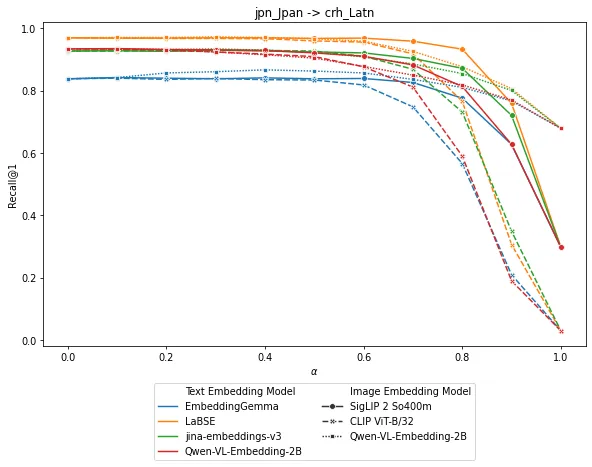 jpn_Jpan -> crh_Latn
Recall@1
1.0
0.8
0.6
0.4
0.2
0.0
0.0 0.2 0.4 0.6 0.8 1.0
α
Text Embedding Model
EmbeddingGemma
LaBSE
jina-embeddings-v3
Qwen-VL-Embedding-2B
Image Embedding Model
SigLIP 2 So400m
CLIP ViT-B/32
Qwen-VL-Embedding-2B